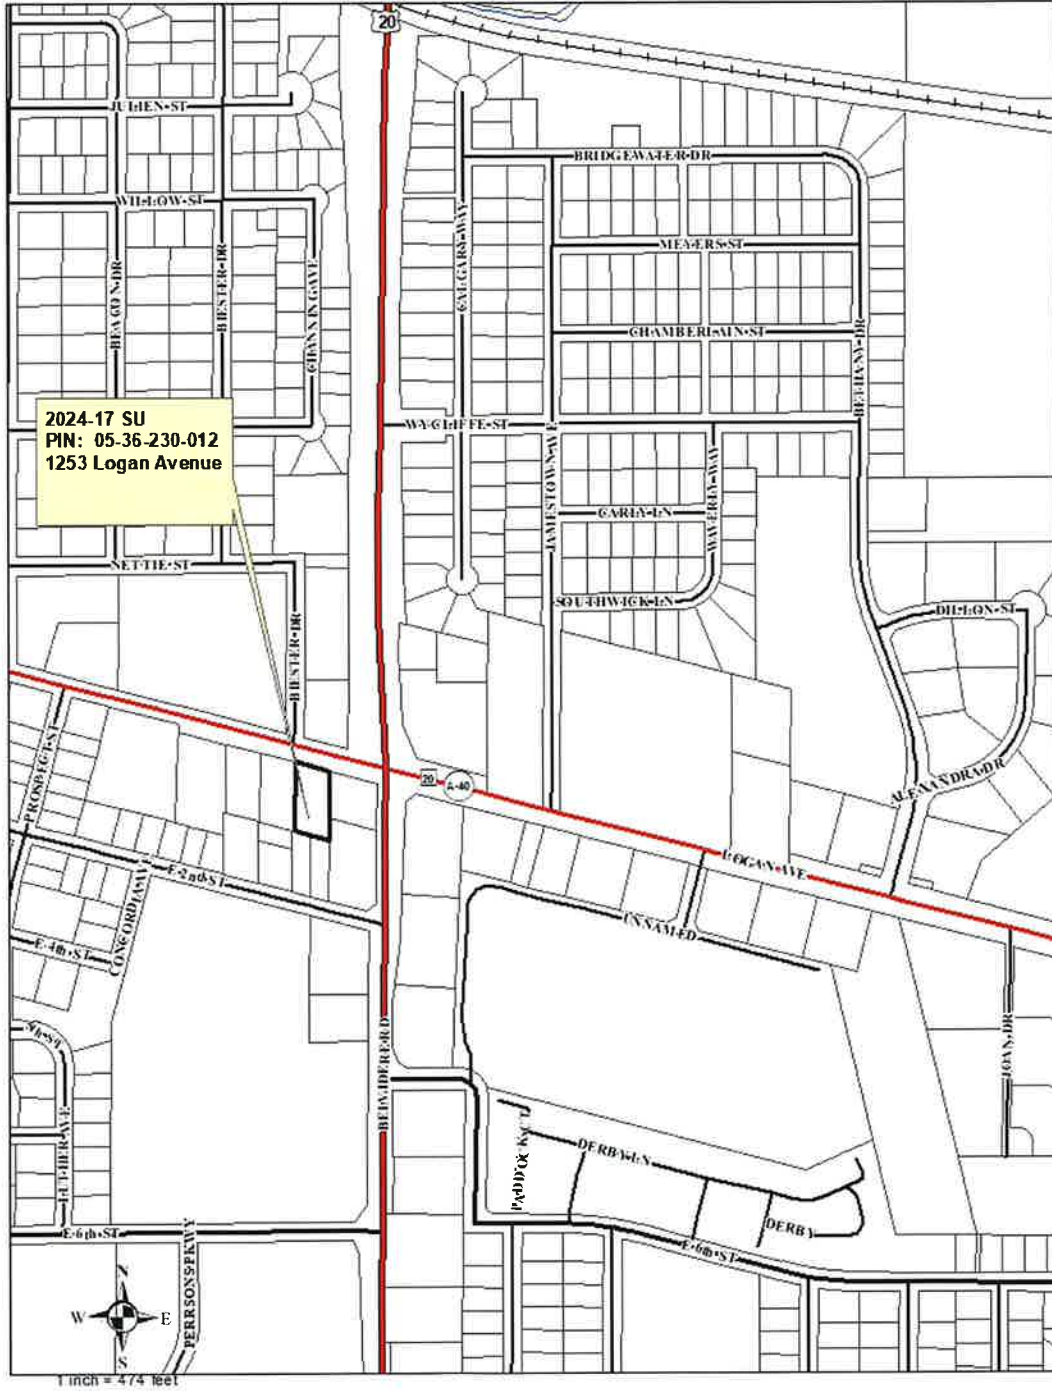 20
JULIEN ST
BRIDGEWATER DR
WILLOW ST
CALGARY WAY
MEYERS ST
BEACON DR
BIESTER DR
CHANNING AVE
CHAMBERLAIN ST
BETHANY DR
2024-17 SU
PIN: 05-36-230-012
1253 Logan Avenue
WYCLIFFE ST
JAMESTOWN AVE
WAVERLY WAY
CARLY LN
NETTIE ST
SOUTHWICK LN
DILLON ST
BIESTER DR
PROSPECT ST
20
A-40
ALEXANDRA DR
LOGAN AVE
E 2nd ST
CONCORDIA AVE
UNNAMED
E 4th ST
5th ST
BELVIDERE RD
JOAN DR
LUTHER AVE
PADDOCK CT
DERBY LN
DERBY
E 6th ST
E 6th ST
PERRSONS PKWY
N
W
E
S
1 inch = 474 feet